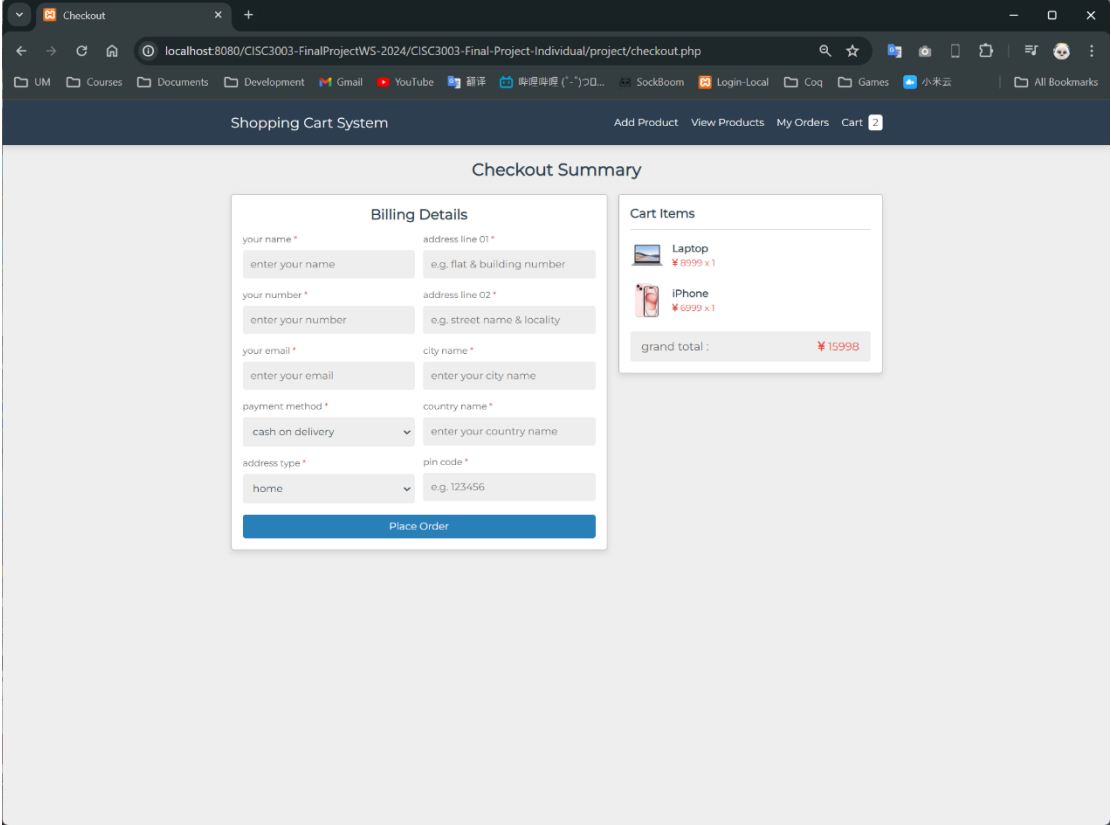 Checkout
localhost:8080/CISC3003-FinalProjectWS-2024/CISC3003-Final-Project-Individual/project/checkout.php
UM Courses Documents Development Gmail YouTube 翻译 哔哩哔哩 SockBoom Login-Local Coq Games 小米云 All Bookmarks
Shopping Cart System Add Product View Products My Orders Cart 2
Checkout Summary
Billing Details
your name *
enter your name
address line 01 *
e.g. flat & building number
your number *
enter your number
address line 02 *
e.g. street name & locality
your email *
enter your email
city name *
enter your city name
payment method *
cash on delivery
country name *
enter your country name
address type *
home
pin code *
e.g. 123456
Place Order
Cart Items
Laptop
¥ 8999 x 1
iPhone
¥ 6999 x 1
grand total : ¥ 15998